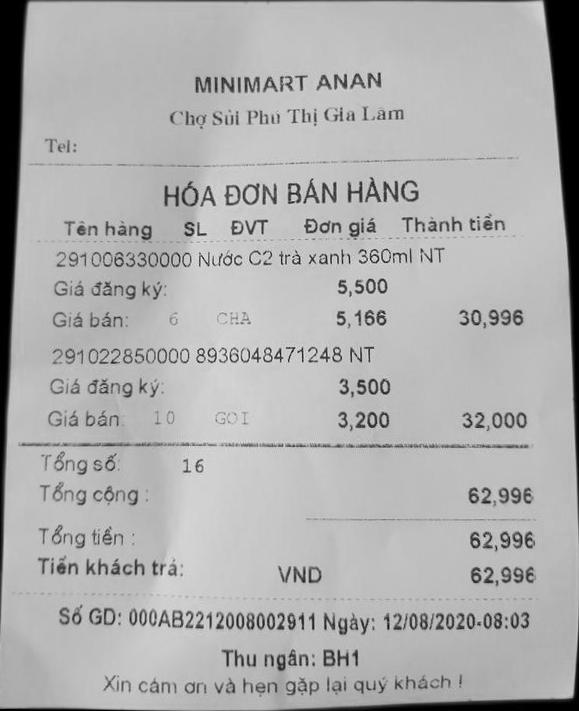 MINIMART ANAN
Chợ Sủi Phú Thị Gia Lâm
Tel:
HÓA ĐƠN BÁN HÀNG
Tên hàng SL ĐVT Đơn giá Thành tiền
291006330000 Nước C2 trà xanh 360ml NT
Giá đăng ký: 5,500
Giá bán: 6 CHA 5,166 30,996
291022850000 8936048471248 NT
Giá đăng ký: 3,500
Giá bán: 10 GOI 3,200 32,000
Tổng số: 16
Tổng cộng : 62,996
Tổng tiền : 62,996
Tiền khách trả: VND 62,996
Số GD: 000AB2212008002911 Ngày: 12/08/2020-08:03
Thu ngân: BH1
Xin cám ơn và hẹn gặp lại quý khách !